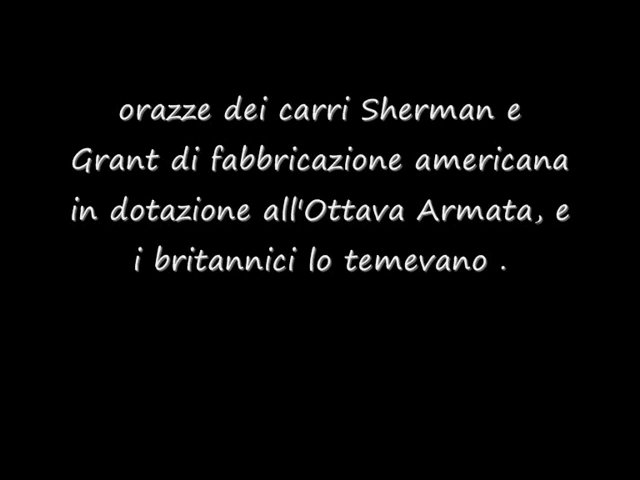 orazze dei carri Sherman e
Grant di fabbricazione americana
in dotazione all'Ottava Armata, e
i britannici lo temevano .